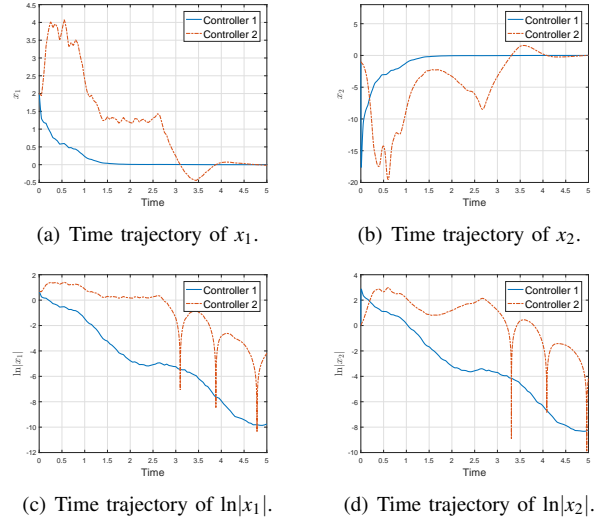 4.5
4
3.5
3
2.5
2
1.5
1
0.5
0
-0.5
x1
0 0.5 1 1.5 2 2.5 3 3.5 4 4.5 5
Time
Controller 1
Controller 2
(a) Time trajectory of x1.
5
0
-5
-10
-15
-20
x2
0 0.5 1 1.5 2 2.5 3 3.5 4 4.5 5
Time
Controller 1
Controller 2
(b) Time trajectory of x2.
2
0
-2
-4
-6
-8
-10
-12
ln|x1|
0 0.5 1 1.5 2 2.5 3 3.5 4 4.5 5
Time
Controller 1
Controller 2
(c) Time trajectory of ln|x1|.
4
2
0
-2
-4
-6
-8
-10
ln|x2|
0 0.5 1 1.5 2 2.5 3 3.5 4 4.5 5
Time
Controller 1
Controller 2
(d) Time trajectory of ln|x2|.